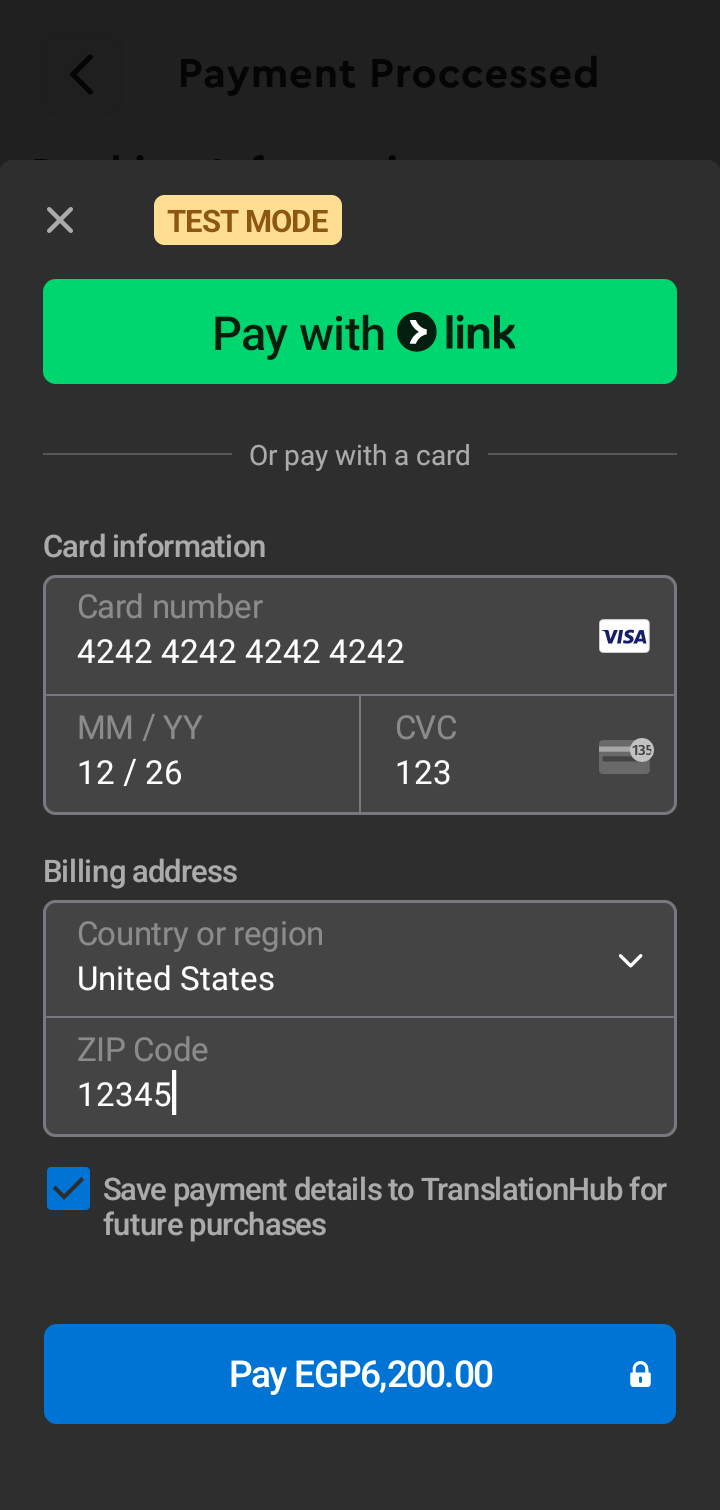 Payment Proccessed
TEST MODE
Pay with link
Or pay with a card
Card information
Card number
4242 4242 4242 4242
VISA
MM / YY
CVC
12 / 26
123
135
Billing address
Country or region
United States
ZIP Code
12345
Save payment details to TranslationHub for
future purchases
Pay EGP6,200.00